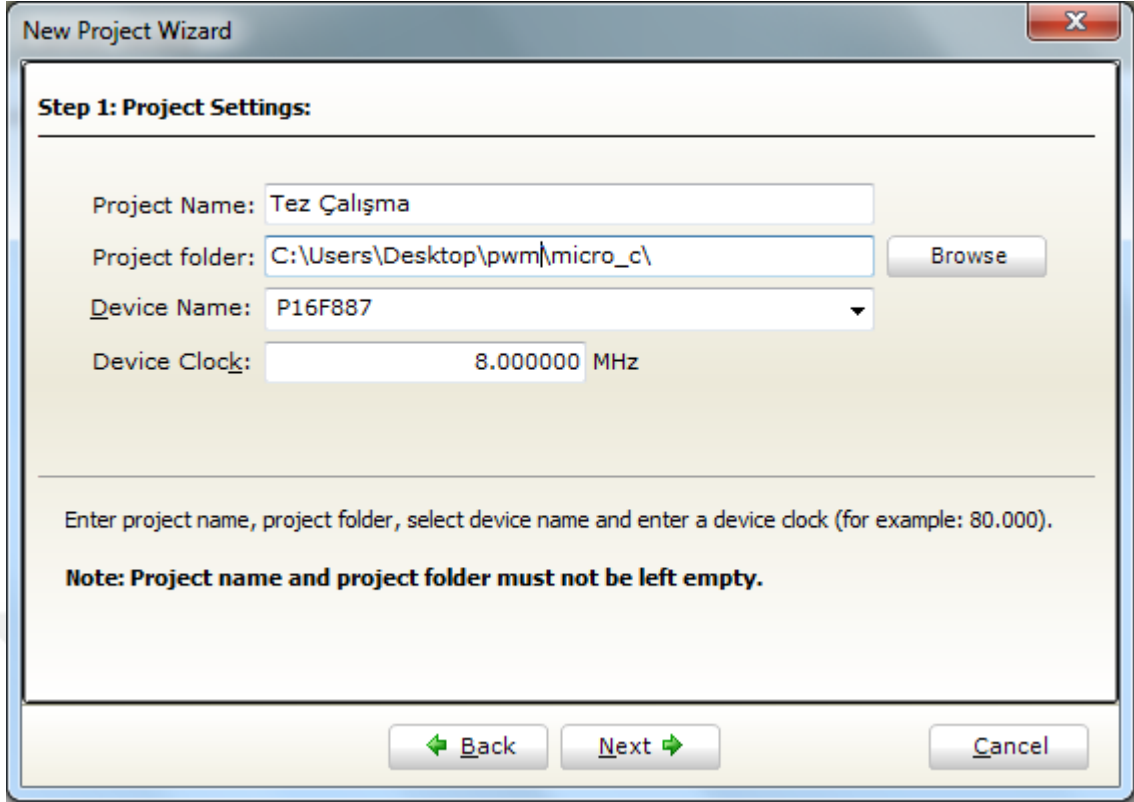 New Project Wizard
Step 1: Project Settings:
Project Name: Tez Çalışma
Project folder: C:\Users\Desktop\pwm\micro_c\ Browse
Device Name: P16F887
Device Clock: 8.000000 MHz
Enter project name, project folder, select device name and enter a device clock (for example: 80.000).
Note: Project name and project folder must not be left empty.
Back Next Cancel